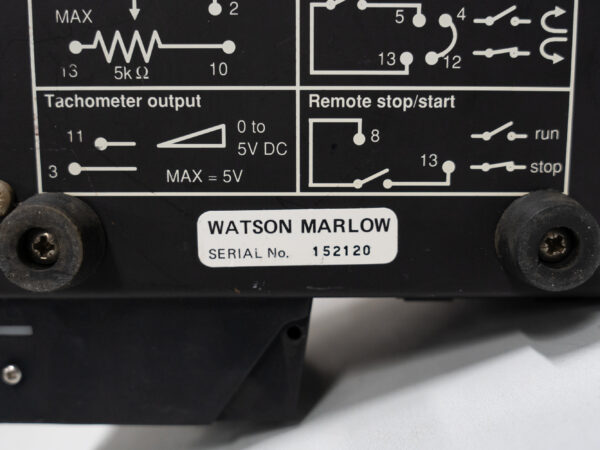 MAX
2
13
5kΩ
10
5
4
13
12
Tachometer output
11
0 to
5V DC
3
MAX = 5V
Remote stop/start
8
run
13
stop
WATSON MARLOW
SERIAL No. 152120